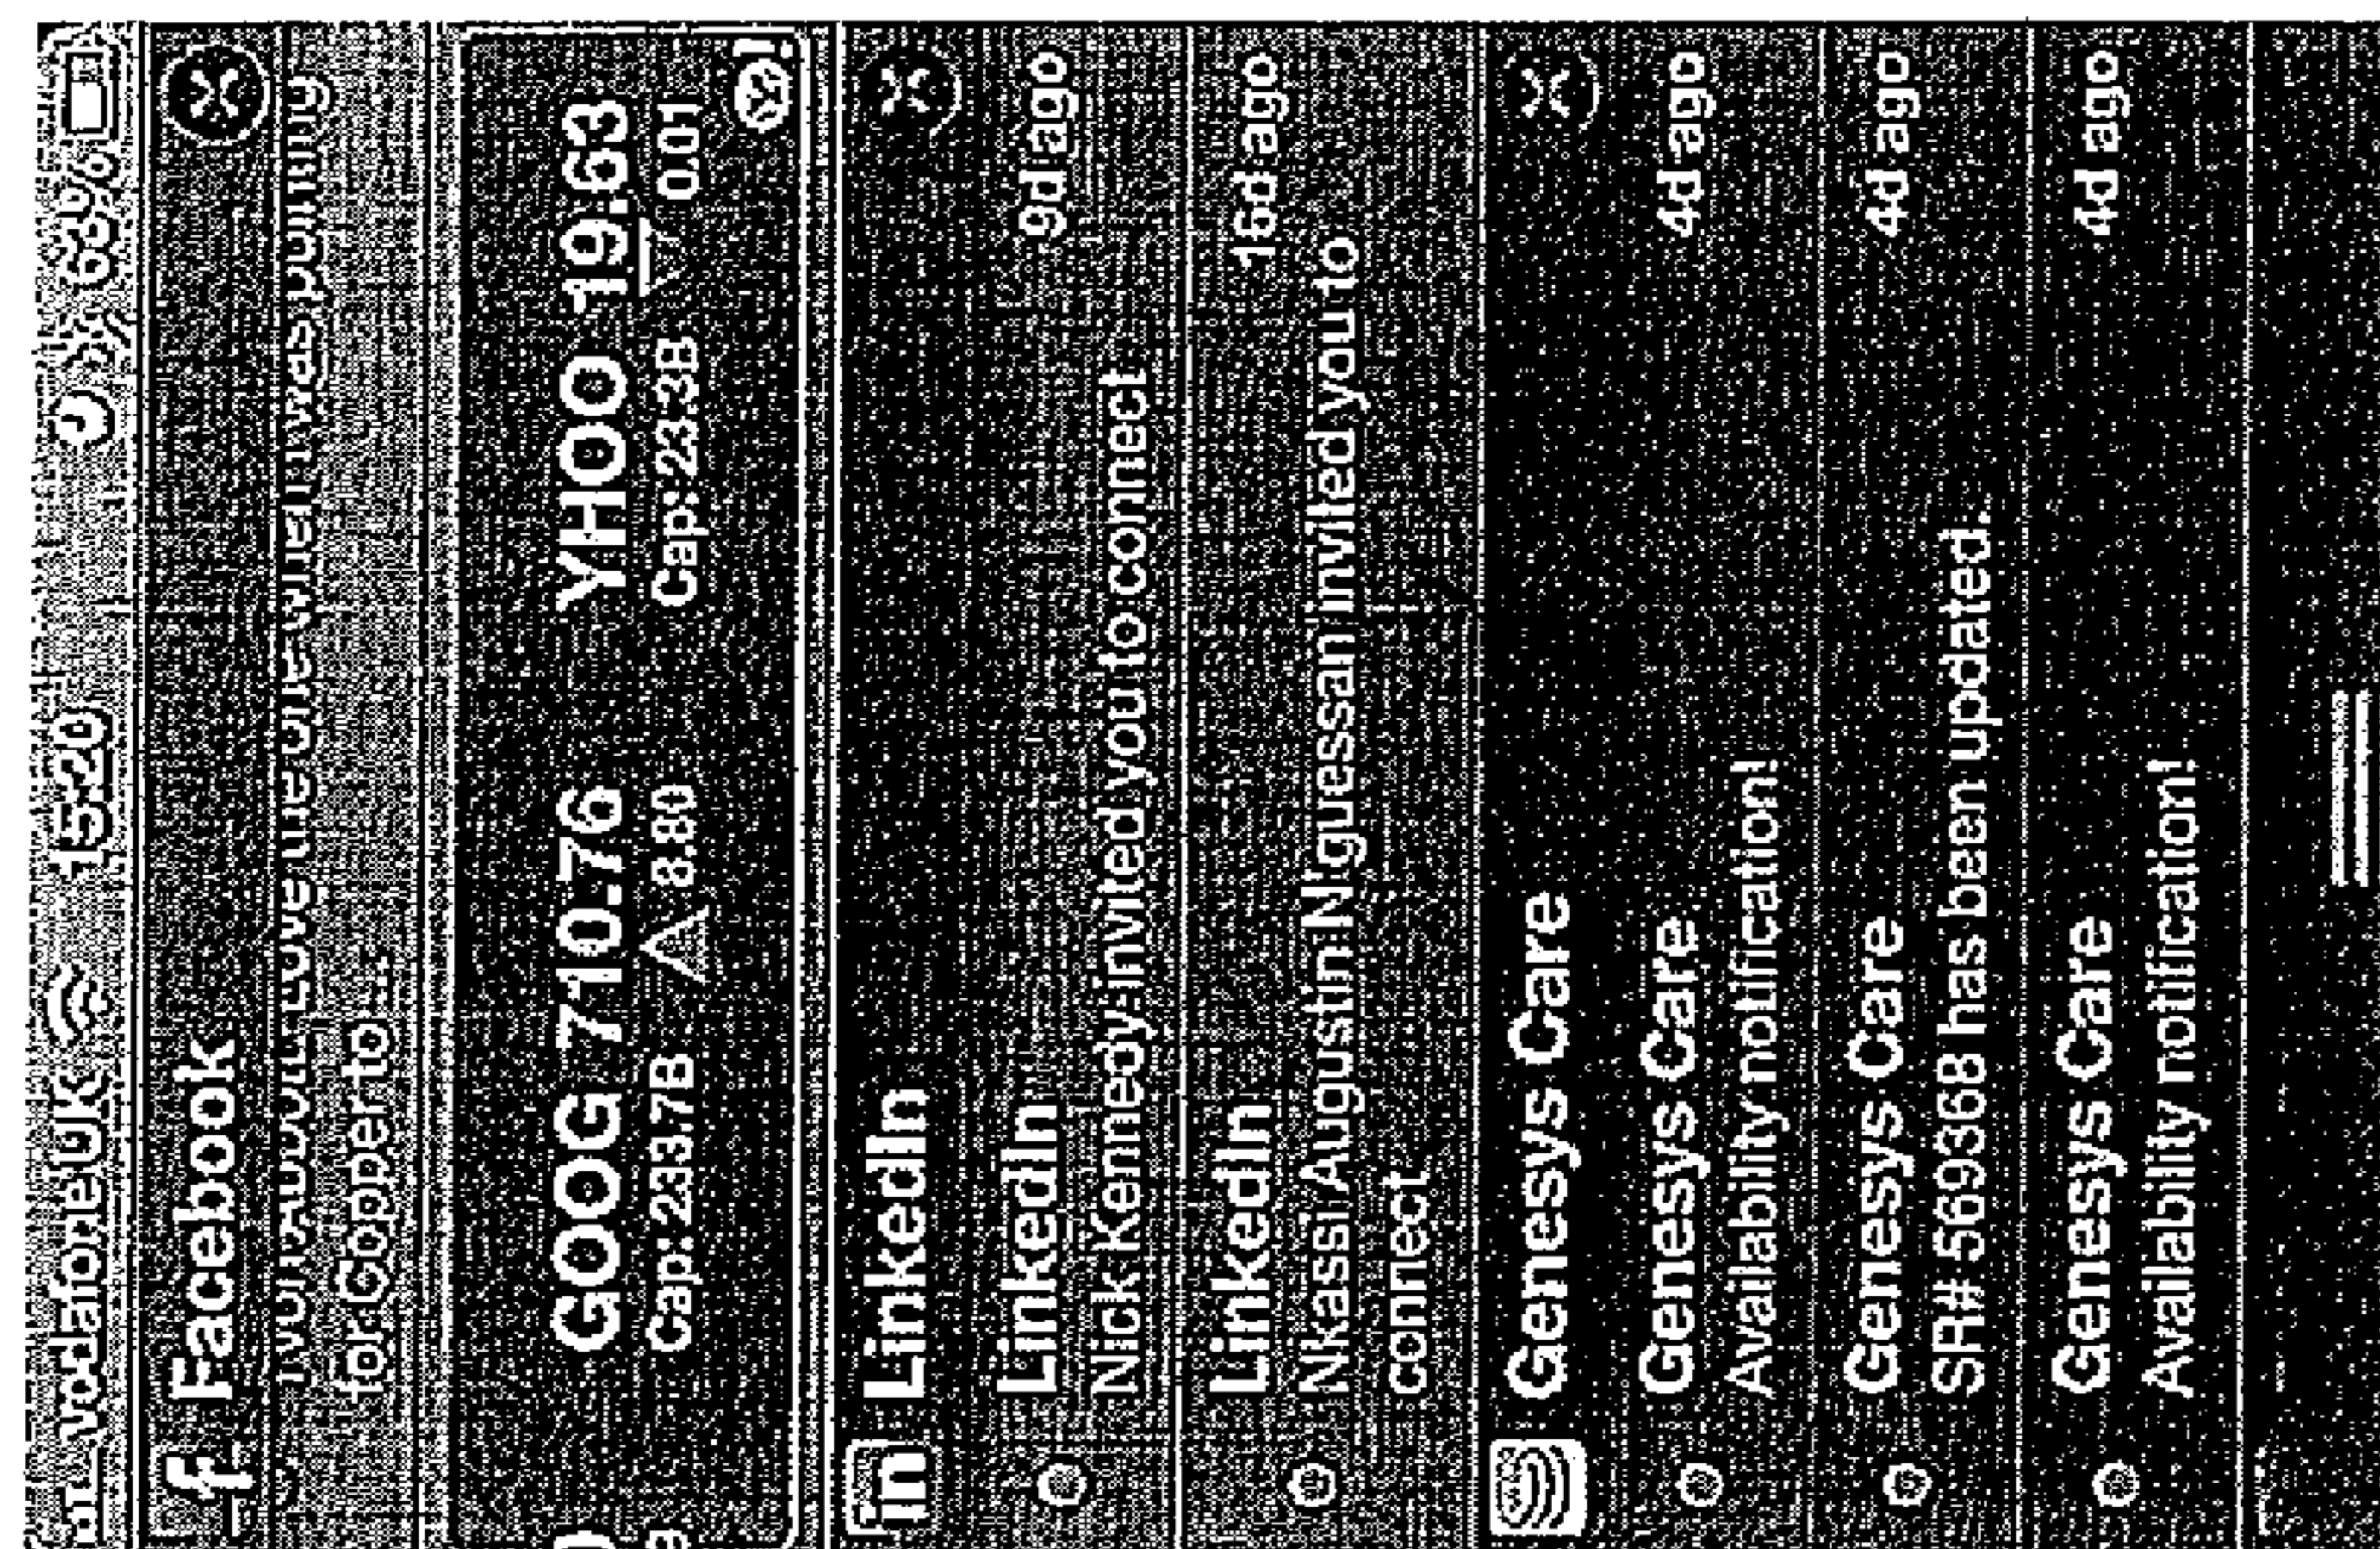 vodafone UK 15:20 68%
f Facebook
for Copper to...
GOOG 710.76 YHOO 19.63
Cap: 233.7B 8.80 Cap: 23.3B 0.01
in LinkedIn
LinkedIn 9d ago
Nick Kennedy invited you to connect
LinkedIn 16d ago
Nkassi Augustin N'guessan invited you to
connect
Genesys Care
Genesys Care 4d ago
Availability notification!
Genesys Care 4d ago
SR# 569368 has been updated.
Genesys Care 4d ago
Availability notification!